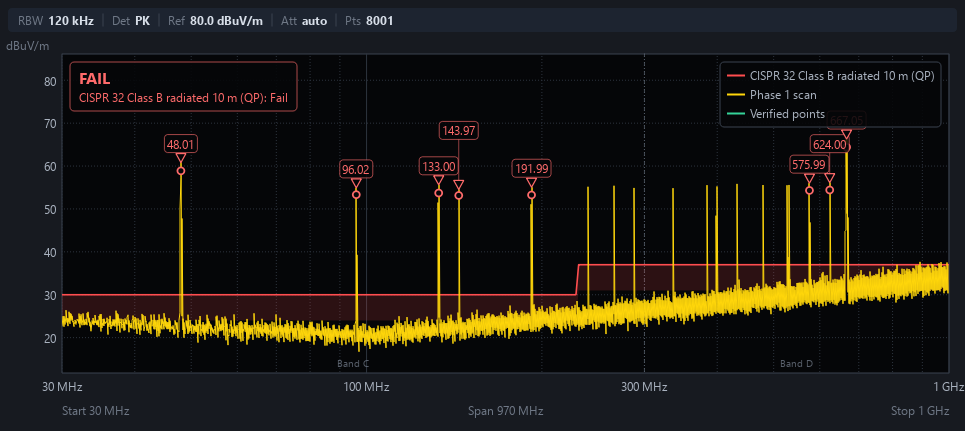 RBW 120 kHz Det PK Ref 80.0 dBuV/m Att auto Pts 8001
dBuV/m
FAIL
CISPR 32 Class B radiated 10 m (QP): Fail
CISPR 32 Class B radiated 10 m (QP)
Phase 1 scan
Verified points
80
70
60
50
40
30
20
48.01
96.02
133.00
143.97
191.99
575.99
624.00
667.05
Band C
Band D
30 MHz
100 MHz
300 MHz
1 GHz
Start 30 MHz
Span 970 MHz
Stop 1 GHz